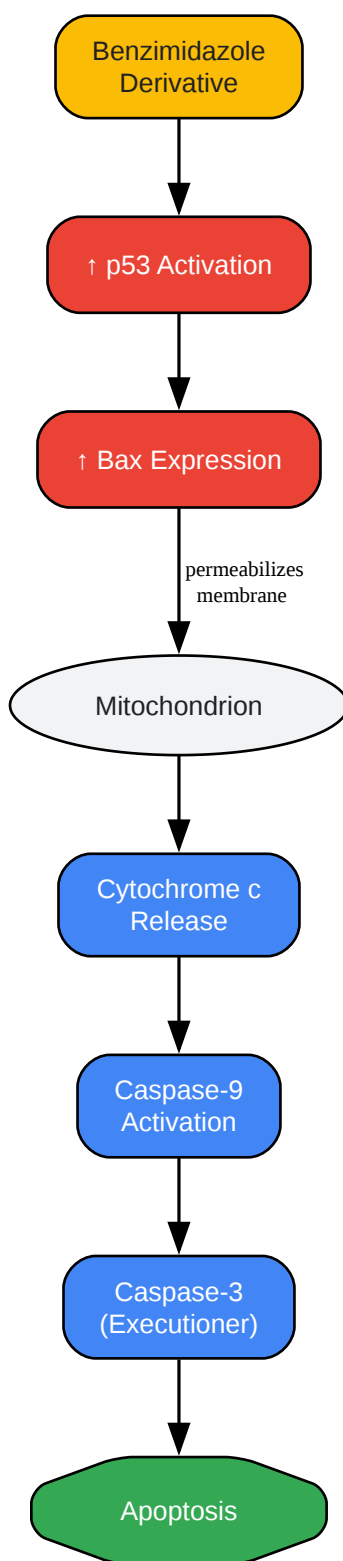 Benzimidazole
Derivative
↑ p53 Activation
↑ Bax Expression
permeabilizes
membrane
Mitochondrion
Cytochrome c
Release
Caspase-9
Activation
Caspase-3
(Executioner)
Apoptosis